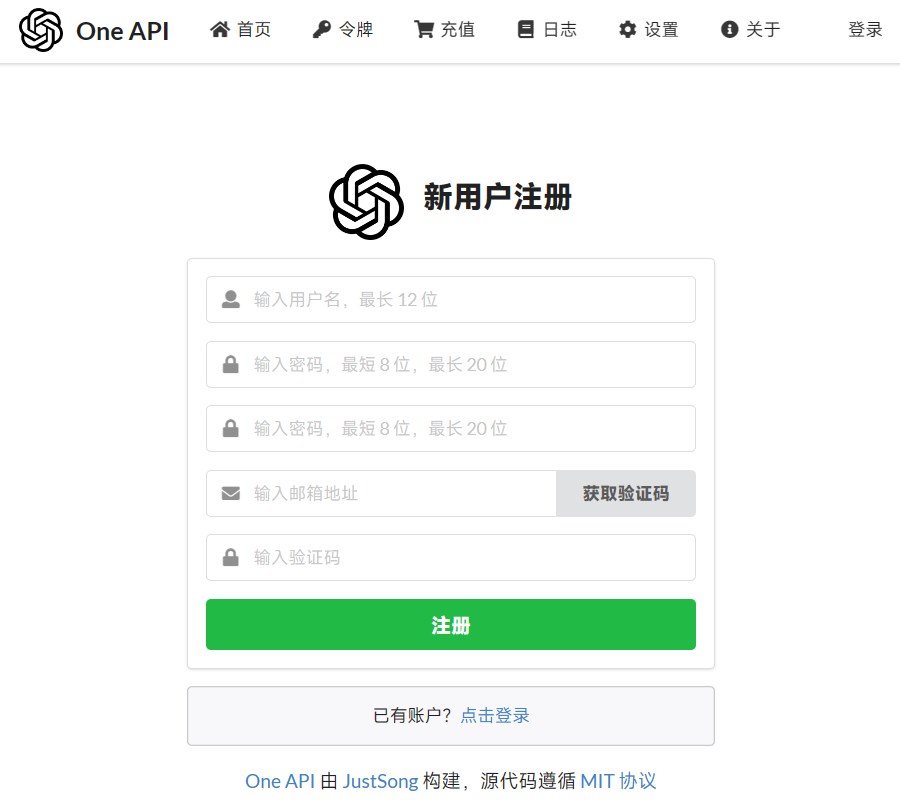 One API 首页 令牌 充值 日志 设置 关于 登录
新用户注册
输入用户名，最长 12 位
输入密码，最短 8 位，最长 20 位
输入密码，最短 8 位，最长 20 位
输入邮箱地址 获取验证码
输入验证码
注册
已有账户？点击登录
One API 由 JustSong 构建，源代码遵循 MIT 协议